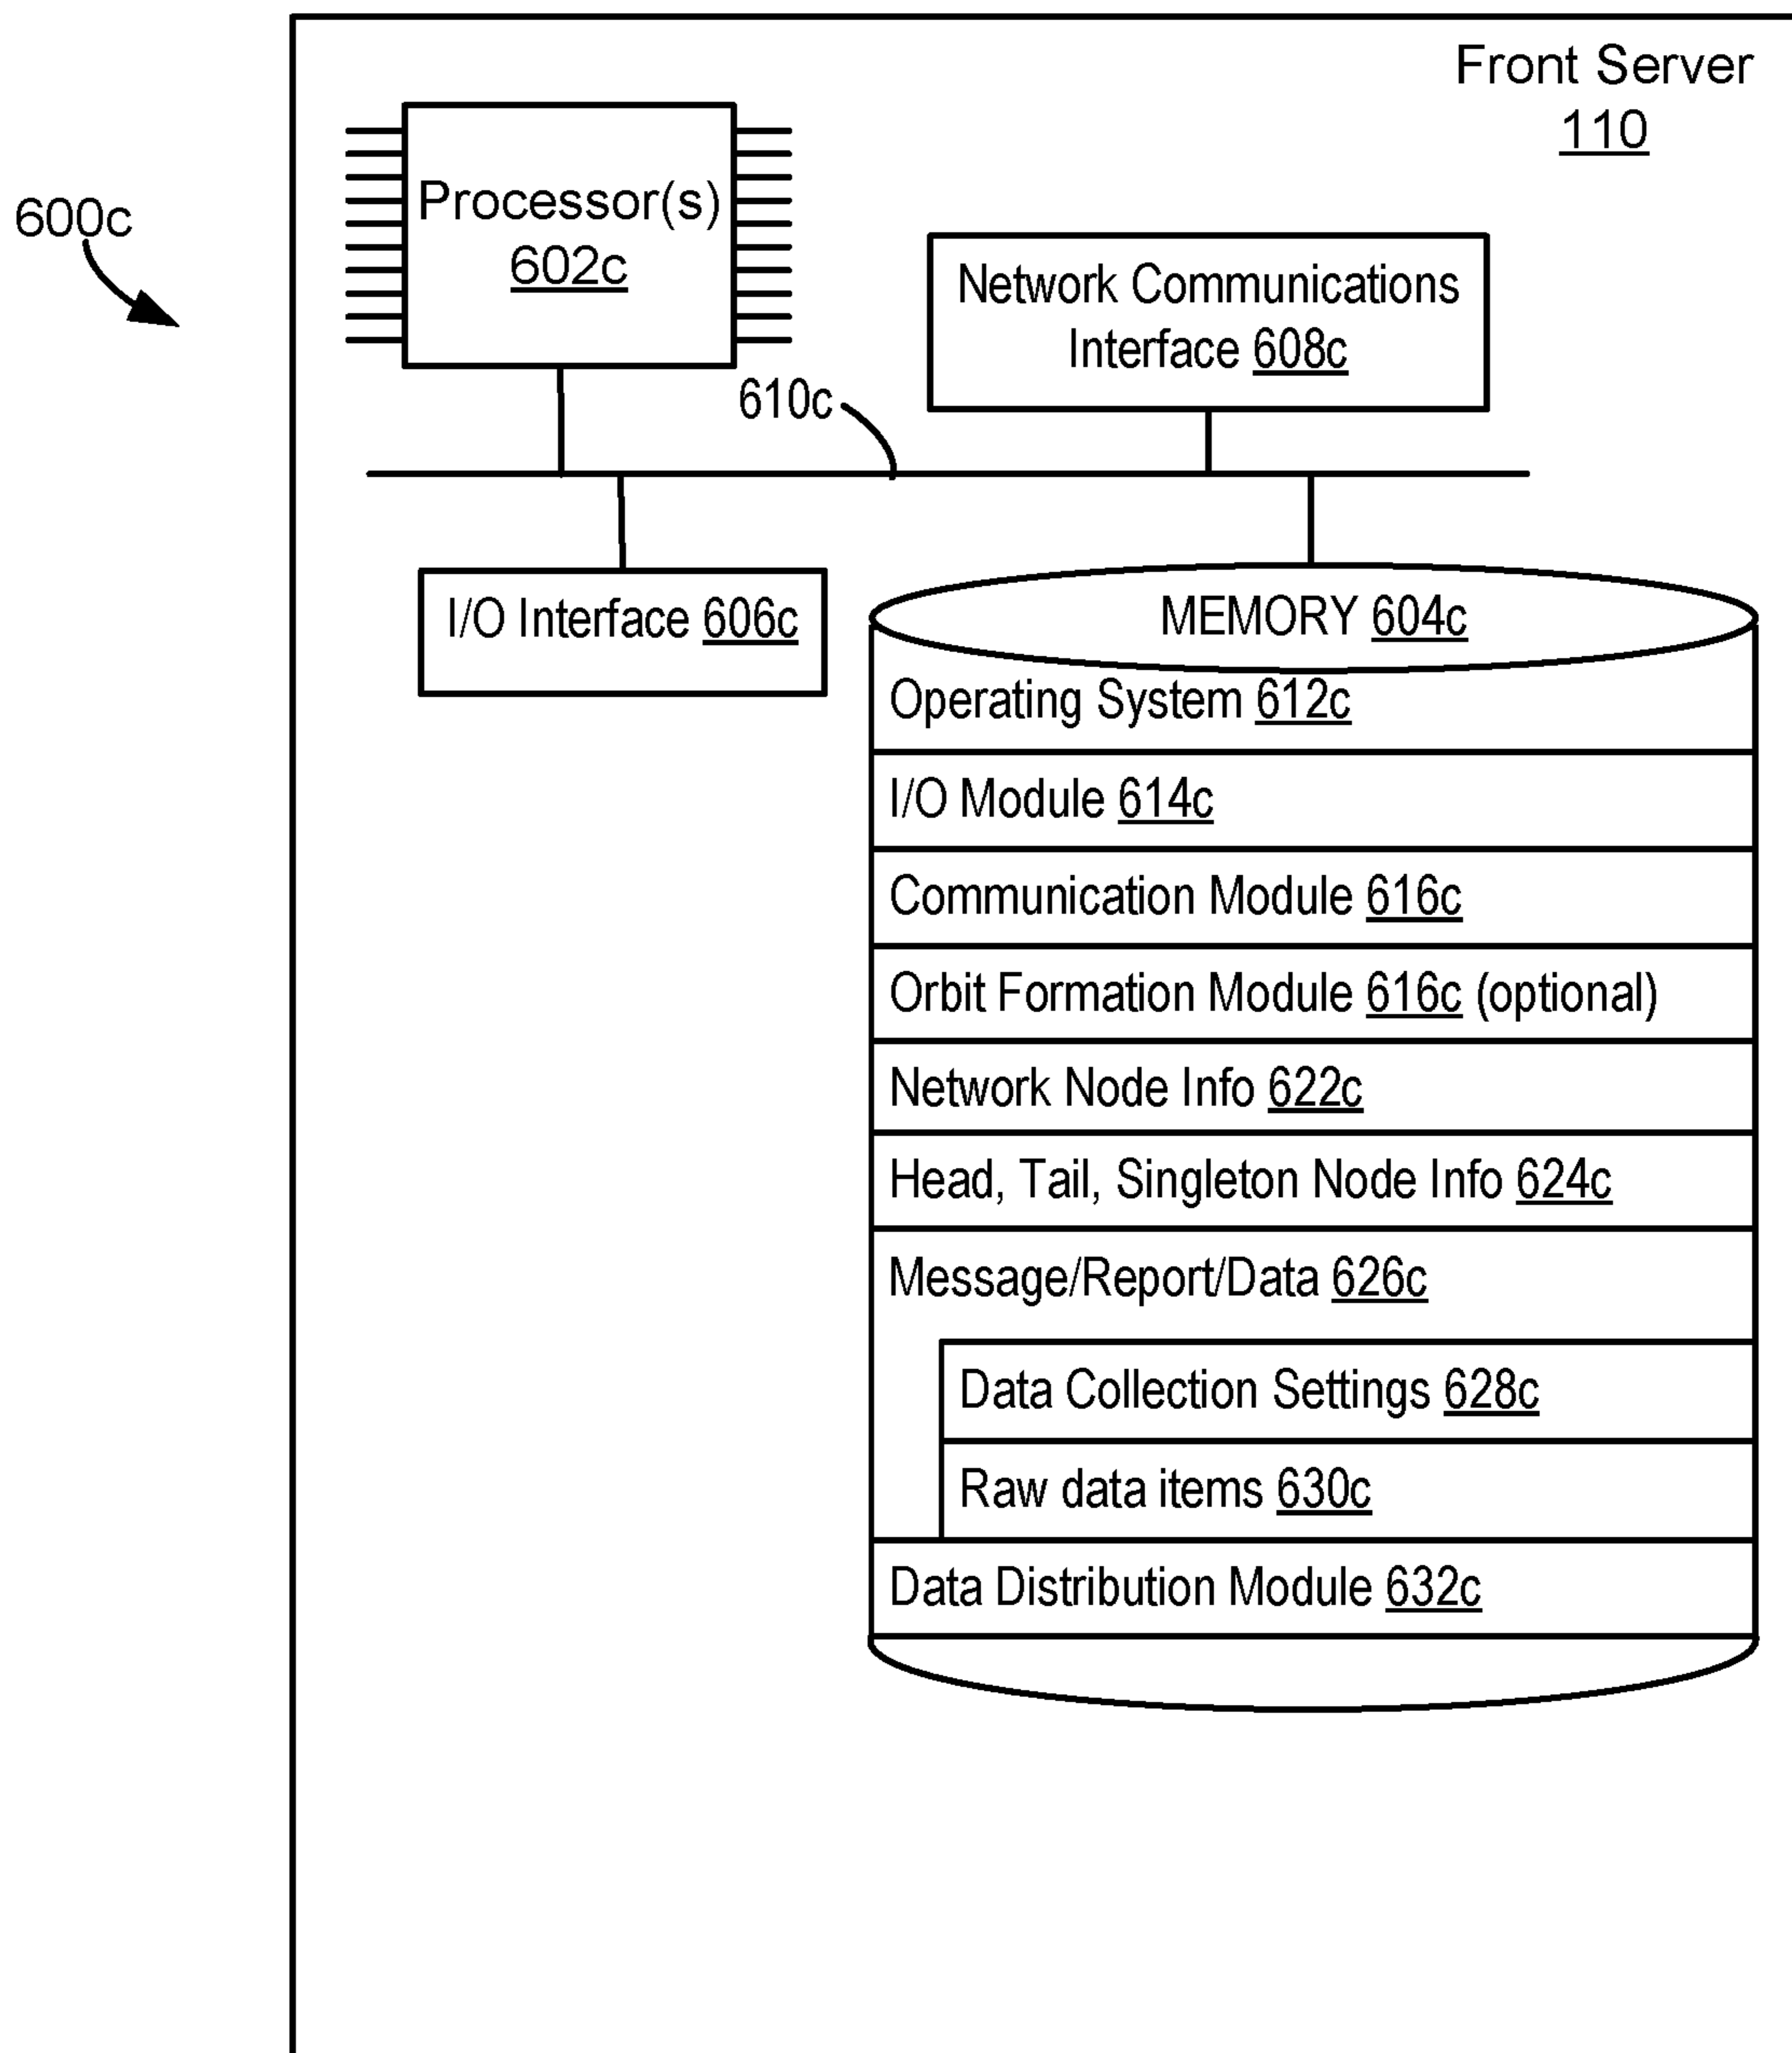 Front Server
110
600c
Processor(s)
602c
Network Communications
Interface 608c
610c
I/O Interface 606c
MEMORY 604c
Operating System 612c
I/O Module 614c
Communication Module 616c
Orbit Formation Module 616c (optional)
Network Node Info 622c
Head, Tail, Singleton Node Info 624c
Message/Report/Data 626c
Data Collection Settings 628c
Raw data items 630c
Data Distribution Module 632c